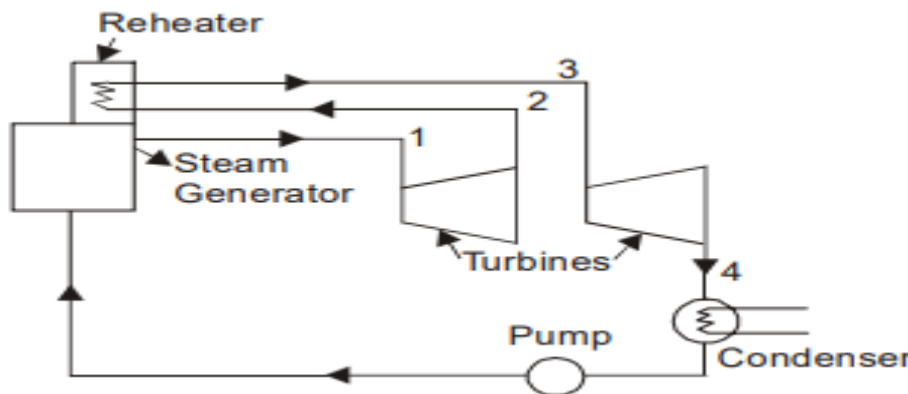 Reheater
3
2
1
Steam
Generator
Turbines
4
Pump
Condenser